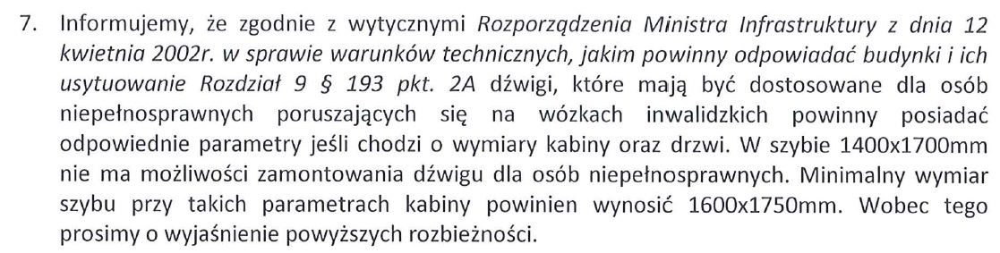 7. Informujemy, że zgodnie z wytycznymi Rozporządzenia Ministra Infrastruktury z dnia 12
kwietnia 2002r. w sprawie warunków technicznych, jakim powinny odpowiadać budynki i ich
usytuowanie Rozdział 9 § 193 pkt. 2A dźwigi, które mają być dostosowane dla osób
niepełnosprawnych poruszających się na wózkach inwalidzkich powinny posiadać
odpowiednie parametry jeśli chodzi o wymiary kabiny oraz drzwi. W szybie 1400x1700mm
nie ma możliwości zamontowania dźwigu dla osób niepełnosprawnych. Minimalny wymiar
szybu przy takich parametrach kabiny powinien wynosić 1600x1750mm. Wobec tego
prosimy o wyjaśnienie powyższych rozbieżności.